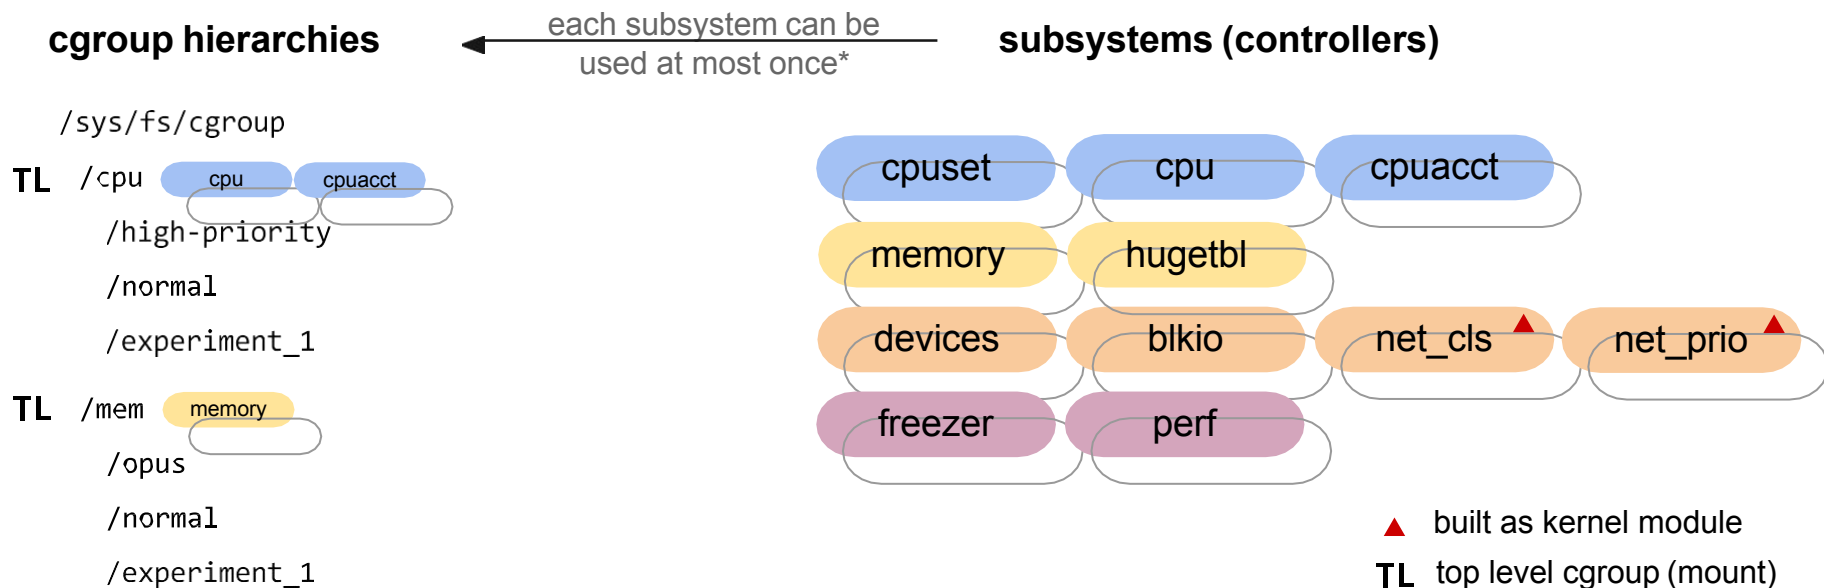 cgroup hierarchies
each subsystem can be
used at most once*
subsystems (controllers)
/sys/fs/cgroup
TL /cpu cpu cpuacct
/high-priority
/normal
/experiment_1
TL /mem memory
/opus
/normal
/experiment_1
cpuset cpu cpuacct
memory hugetbl
devices blkio net_cls net_prio
freezer perf
built as kernel module
TL top level cgroup (mount)